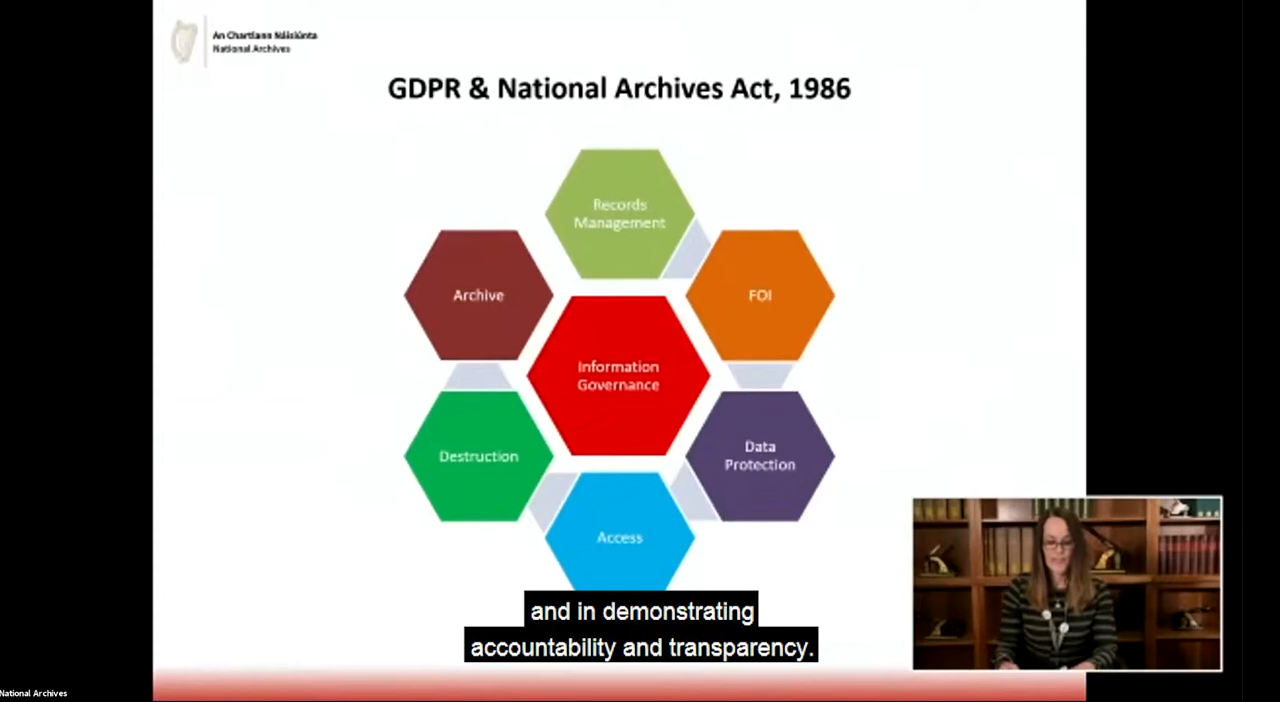 An Chartlann Náisiúnta
National Archives
GDPR & National Archives Act, 1986
Records
Management
Archive
FOI
Information
Governance
Destruction
Data
Protection
Access
and in demonstrating
accountability and transparency.
National Archives